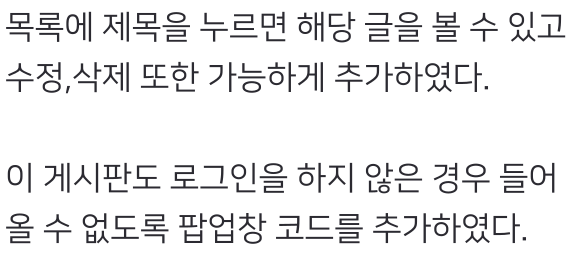 목록에 제목을 누르면 해당 글을 볼 수 있고
수정,삭제 또한 가능하게 추가하였다.
이 게시판도 로그인을 하지 않은 경우 들어
올 수 없도록 팝업창 코드를 추가하였다.